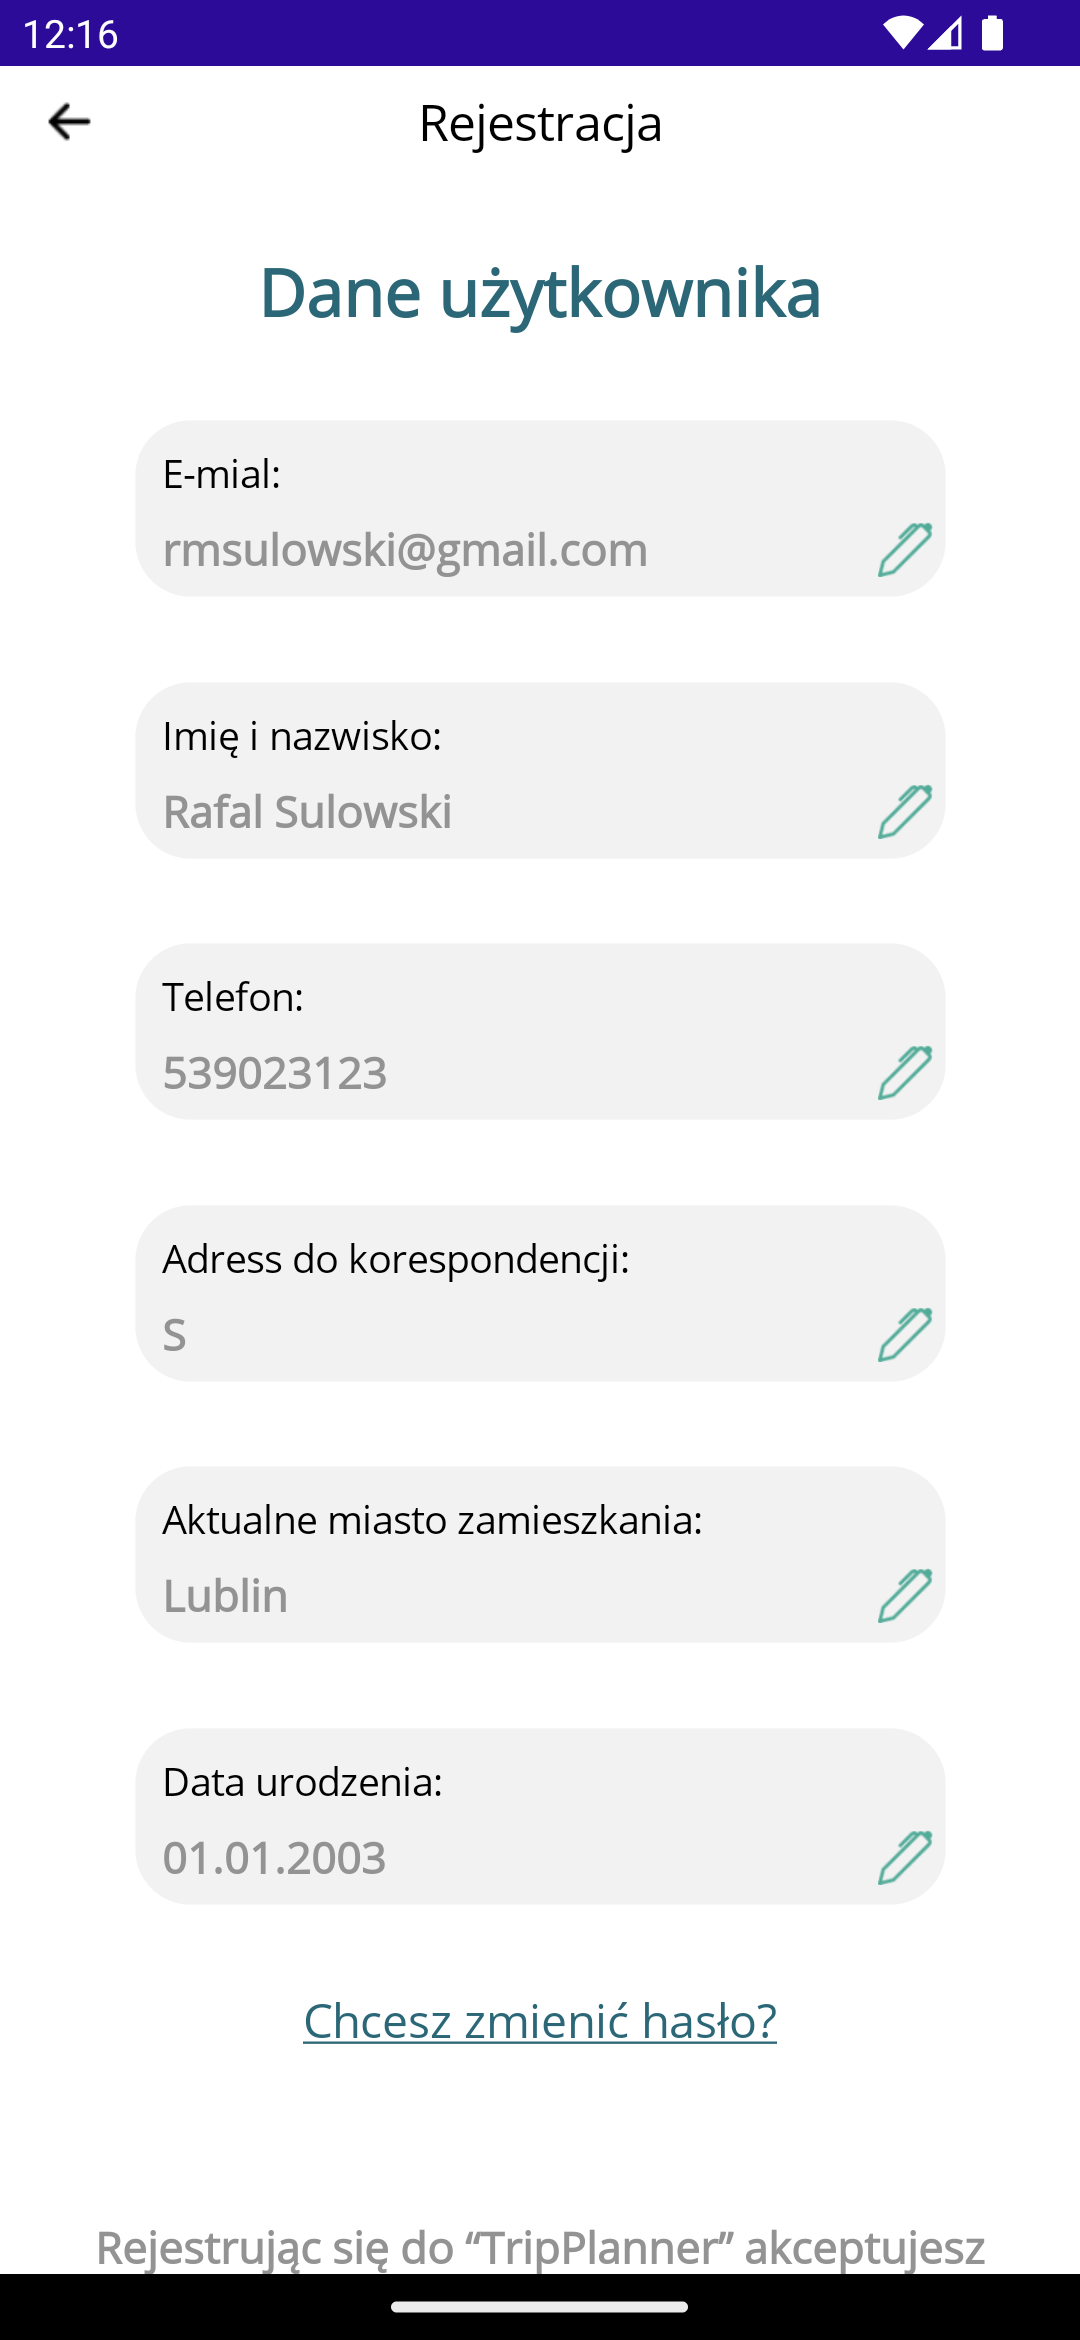 12:16
Rejestracja
Dane użytkownika
E-mial:
rmsulowski@gmail.com
Imię i nazwisko:
Rafal Sulowski
Telefon:
539023123
Adress do korespondencji:
S
Aktualne miasto zamieszkania:
Lublin
Data urodzenia:
01.01.2003
Chcesz zmienić hasło?
Rejestrując się do “TripPlanner” akceptujesz